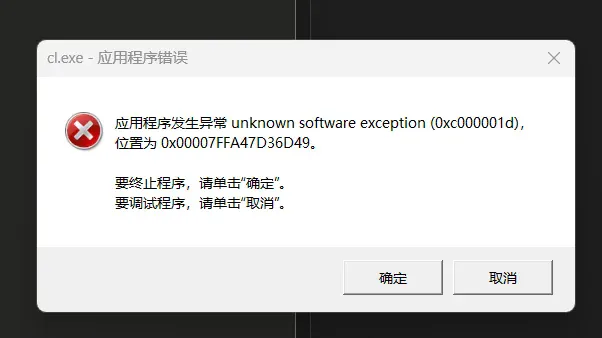 cl.exe - 应用程序错误
应用程序发生异常 unknown software exception (0xc000001d),
位置为 0x00007FFA47D36D49。
要终止程序，请单击“确定”。
要调试程序，请单击“取消”。
确定
取消